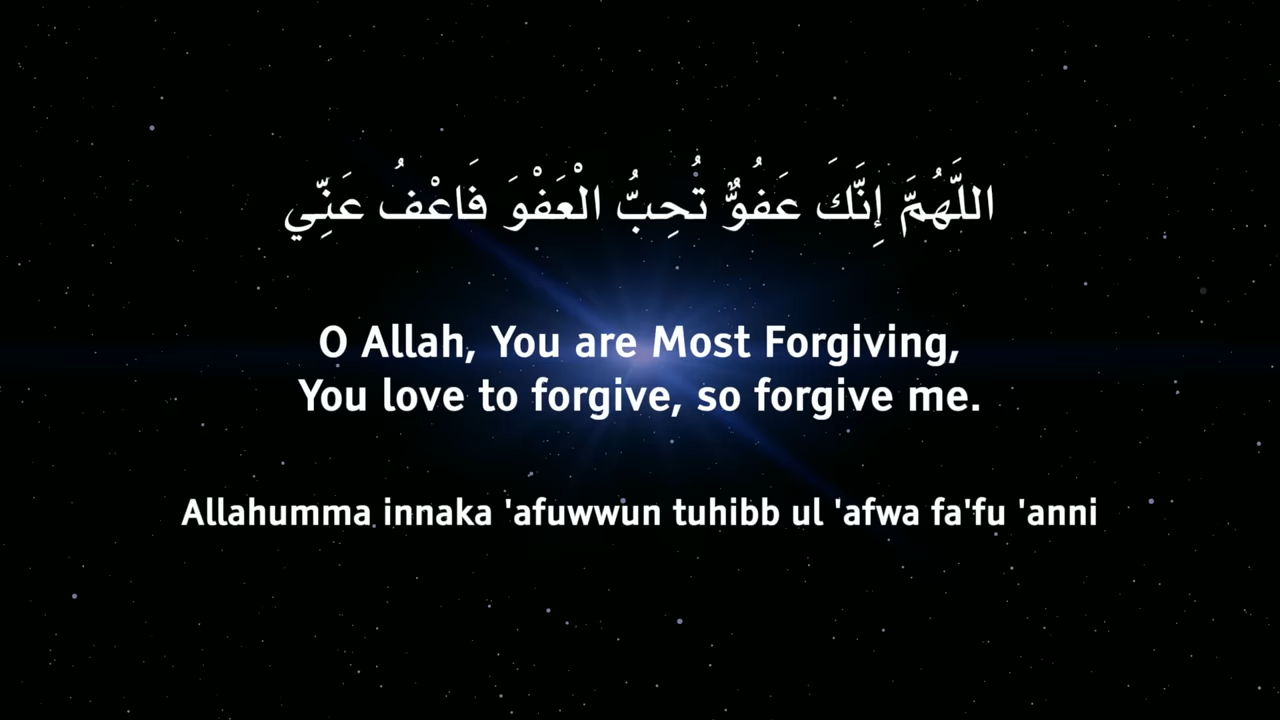 اللَّهُمَّ إِنَّكَ عَفُوٌّ تُحِبُّ الْعَفْوَ فَاعْفُ عَنِّي
O Allah, You are Most Forgiving,
You love to forgive, so forgive me.
Allahumma innaka 'afuwwun tuhibb ul 'afwa fa'fu 'anni